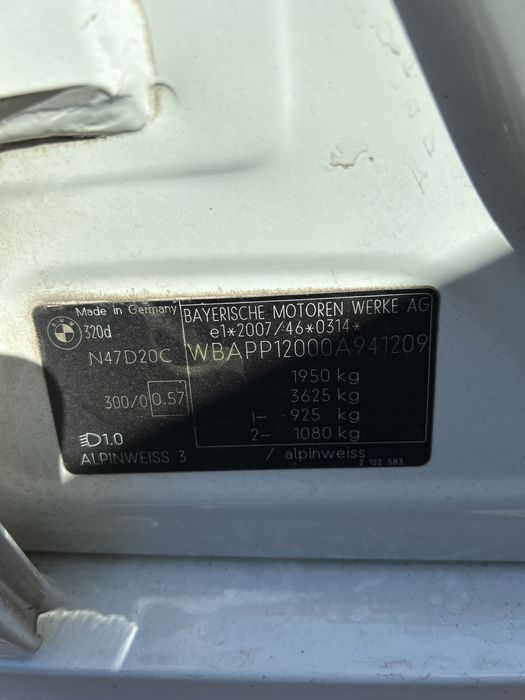 Made in Germany
BMW
320d
N47D20C
300/0 0.57
1.0
ALPINWEISS 3
BAYERISCHE MOTOREN WERKE AG
e1*2007/46*0314*
WBAPP12000A941209
1950 kg
3625 kg
1- 925 kg
2- 1080 kg
/ alpinweiss
2 122 583